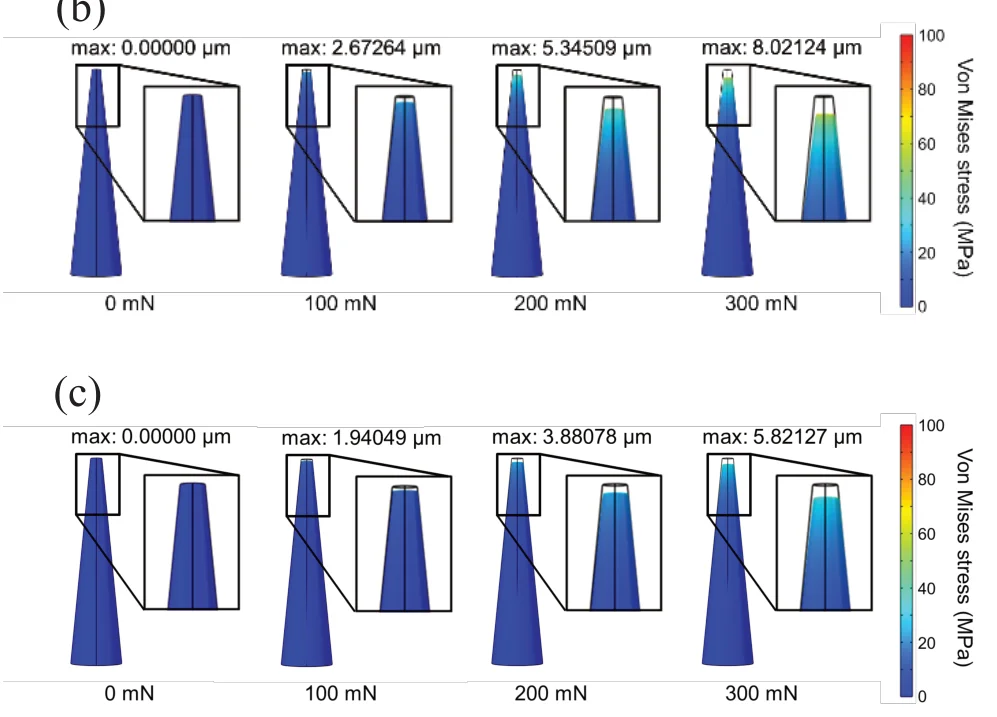 (b)
max: 0.00000 µm
max: 2.67264 µm
max: 5.34509 µm
max: 8.02124 µm
100
80
60
40
20
0
Von Mises stress (MPa)
0 mN
100 mN
200 mN
300 mN
(c)
max: 0.00000 µm
max: 1.94049 µm
max: 3.88078 µm
max: 5.82127 µm
100
80
60
40
20
0
Von Mises stress (MPa)
0 mN
100 mN
200 mN
300 mN